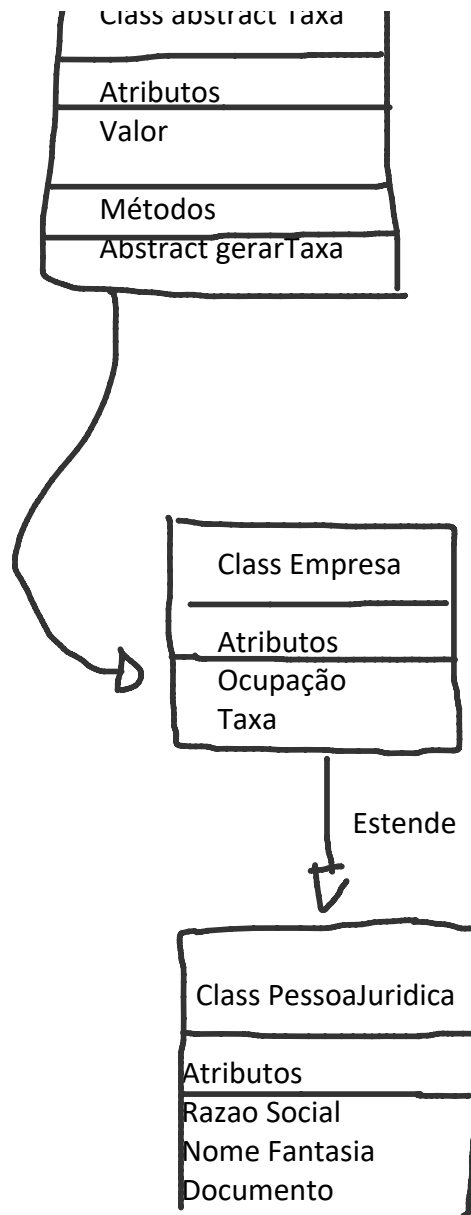 Class abstract Taxa
Atributos
Valor
Métodos
Abstract gerarTaxa
Class Empresa
Atributos
Ocupação
Taxa
Estende
Class PessoaJuridica
Atributos
Razao Social
Nome Fantasia
Documento